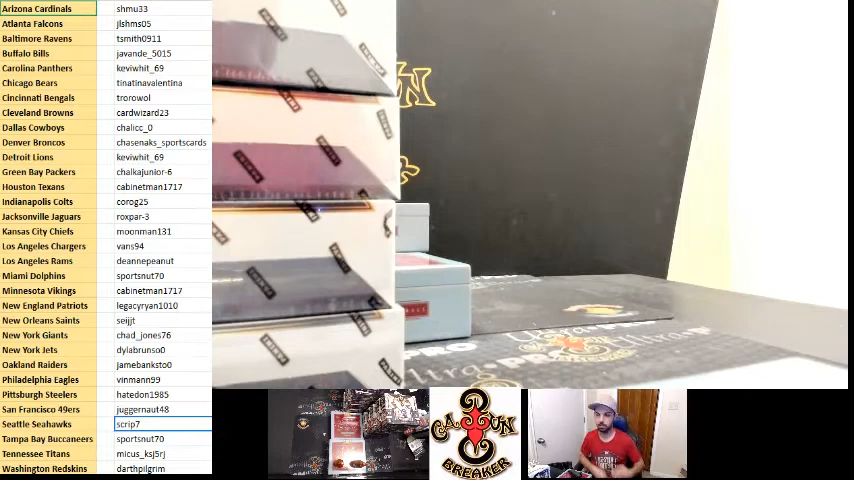 Arizona Cardinals shmu33
Atlanta Falcons jlshms05
Baltimore Ravens tsmith0911
Buffalo Bills javande_5015
Carolina Panthers keviwhit_69
Chicago Bears tinatinavalentina
Cincinnati Bengals trorowol
Cleveland Browns cardwizard23
Dallas Cowboys chalicc_0
Denver Broncos chasenaks_sportscards
Detroit Lions keviwhit_69
Green Bay Packers chalkajunior-6
Houston Texans cabinetman1717
Indianapolis Colts corog25
Jacksonville Jaguars roxpar-3
Kansas City Chiefs moonman131
Los Angeles Chargers vans94
Los Angeles Rams deannepeanut
Miami Dolphins sportsnut70
Minnesota Vikings cabinetman1717
New England Patriots legacyryan1010
New Orleans Saints seijjt
New York Giants chad_jones76
New York Jets dylabruns0
Oakland Raiders jamebanksto0
Philadelphia Eagles vinmann99
Pittsburgh Steelers hatedon1985
San Francisco 49ers juggernaut48
Seattle Seahawks scrip7
Tampa Bay Buccaneers sportsnut70
Tennessee Titans micus_ksj5rj
Washington Redskins darthpilgrim
PANINI
Ultra PRO
CAJUN
BREAKER